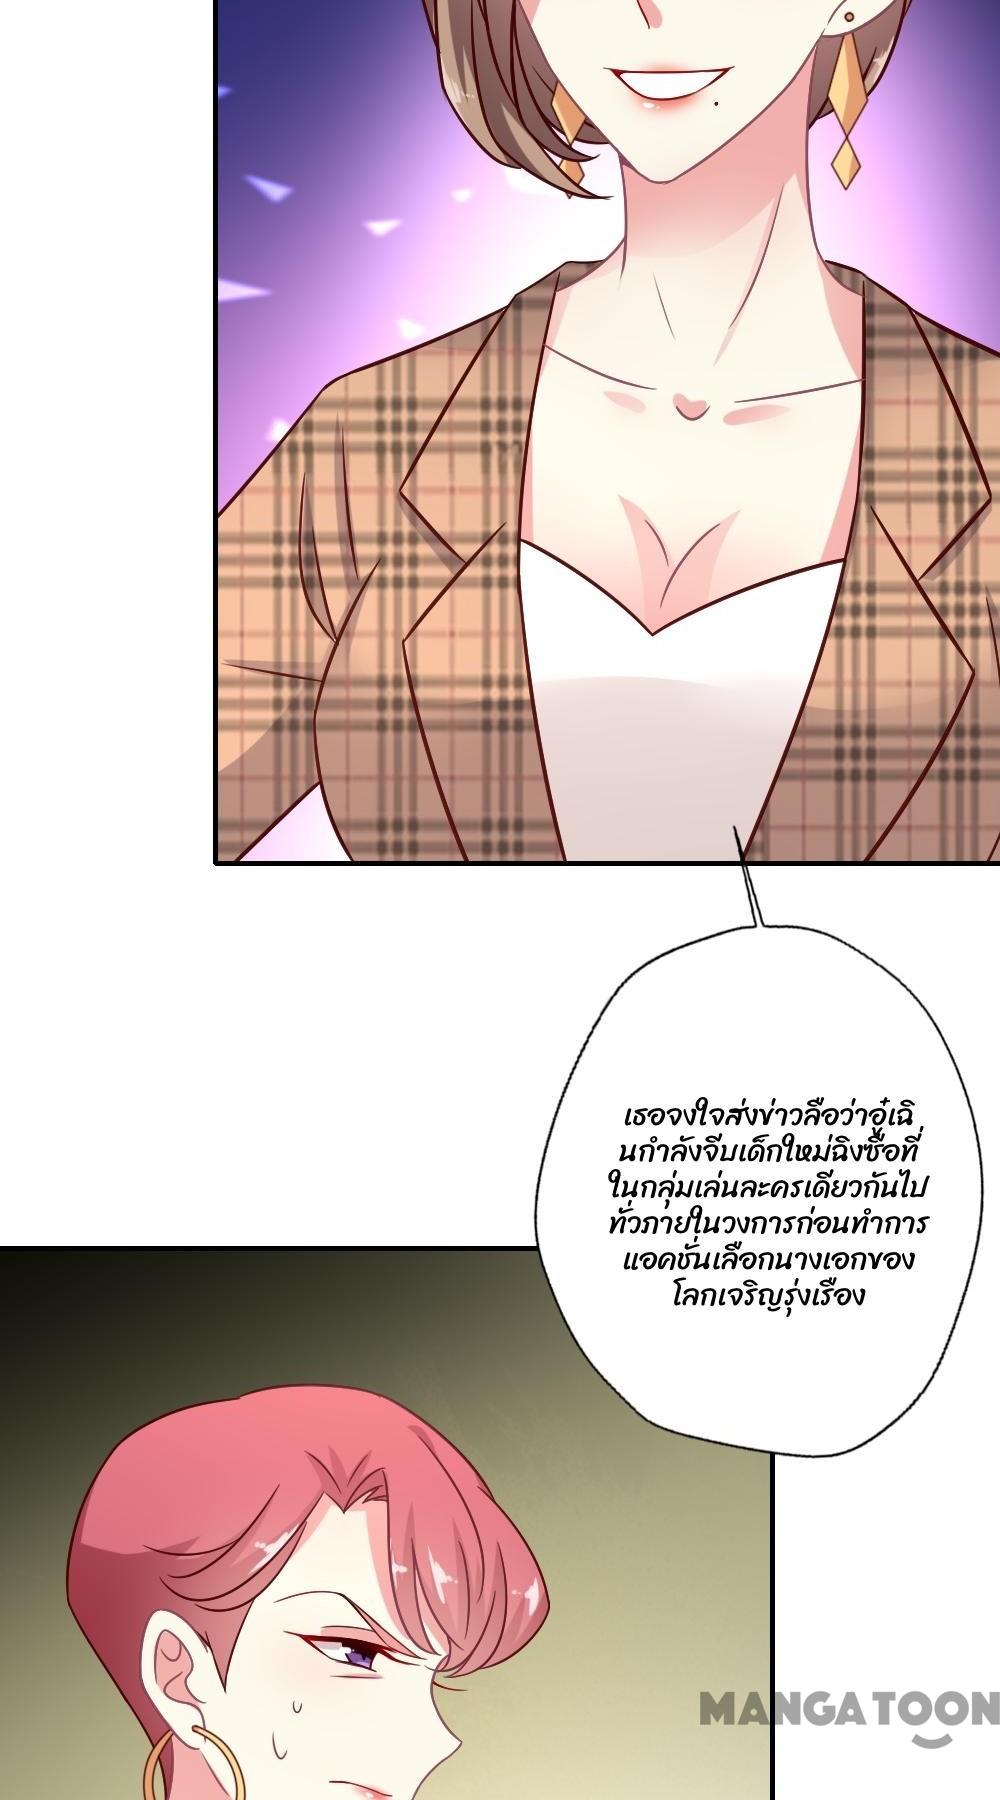 เธอจงใจส่งข่าวลือว่าอู๋เฉิ
นกำลังจีบเด็กใหม่ฉิงซื่อที่
ในกลุ่มเล่นละครเดียวกันไป
ทั่วภายในวงการก่อนทำการ
แอคชั่นเลือกนางเอกของ
โลกเจริญรุ่งเรือง
MANGATOON